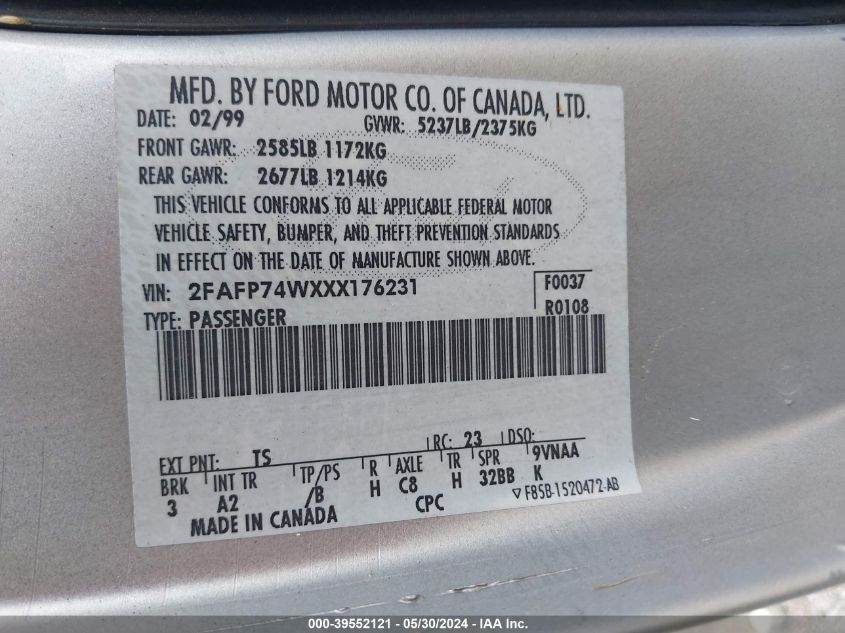 MFD. BY FORD MOTOR CO. OF CANADA, LTD.
DATE: 02/99 GVWR: 5237LB/2375KG
FRONT GAWR: 2585LB 1172KG
REAR GAWR: 2677LB 1214KG
THIS VEHICLE CONFORMS TO ALL APPLICABLE FEDERAL MOTOR
VEHICLE SAFETY, BUMPER, AND THEFT PREVENTION STANDARDS
IN EFFECT ON THE DATE OF MANUFACTURE SHOWN ABOVE.
VIN: 2FAFP74WXXX176231 F0037
TYPE: PASSENGER R0108
EXT PNT: TS RC: 23 DSO:
BRK INT TR TP/PS R AXLE TR SPR 9VNAA
3 A2 /B H C8 H 32BB K
MADE IN CANADA CPC ▽F85B-1520472-AB
000-39552121 - 05/30/2024 - IAA Inc.